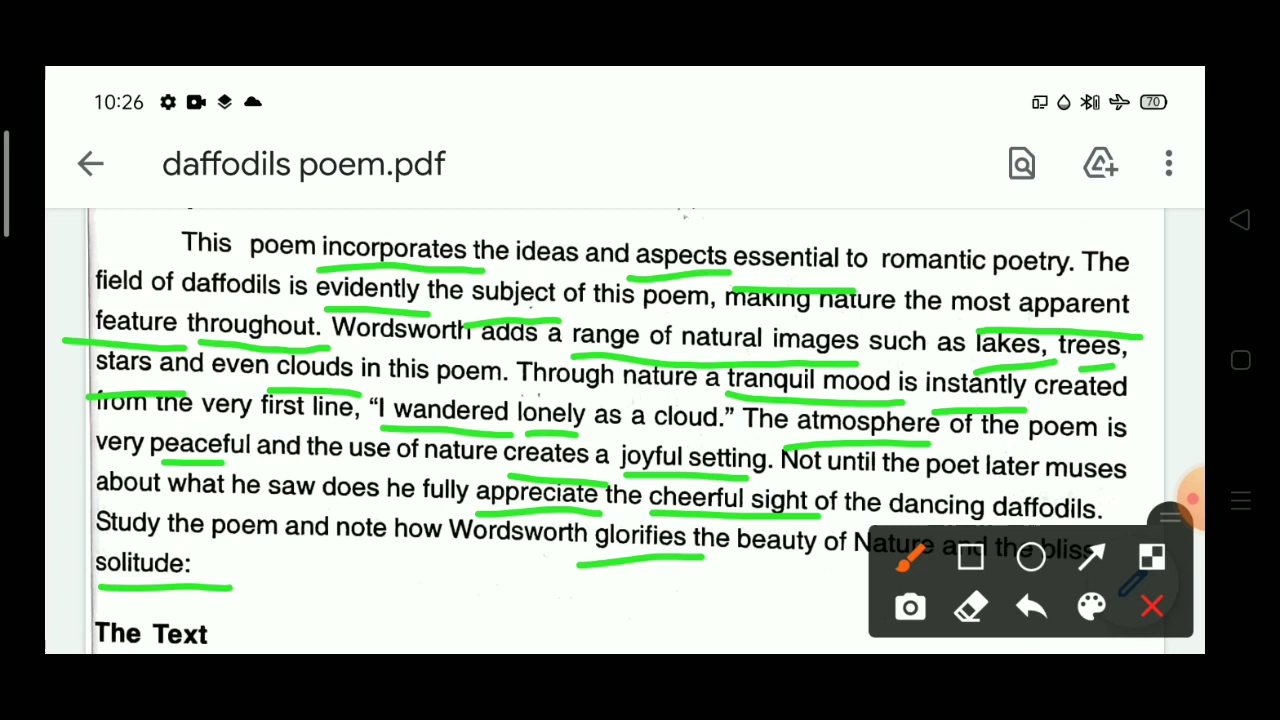 10:26
70
daffodils poem.pdf
This poem incorporates the ideas and aspects essential to romantic poetry. The
field of daffodils is evidently the subject of this poem, making nature the most apparent
feature throughout. Wordsworth adds a range of natural images such as lakes, trees,
stars and even clouds in this poem. Through nature a tranquil mood is instantly created
from the very first line, “I wandered lonely as a cloud.” The atmosphere of the poem is
very peaceful and the use of nature creates a joyful setting. Not until the poet later muses
about what he saw does he fully appreciate the cheerful sight of the dancing daffodils.
Study the poem and note how Wordsworth glorifies the beauty of Nature and the bliss
solitude:
The Text